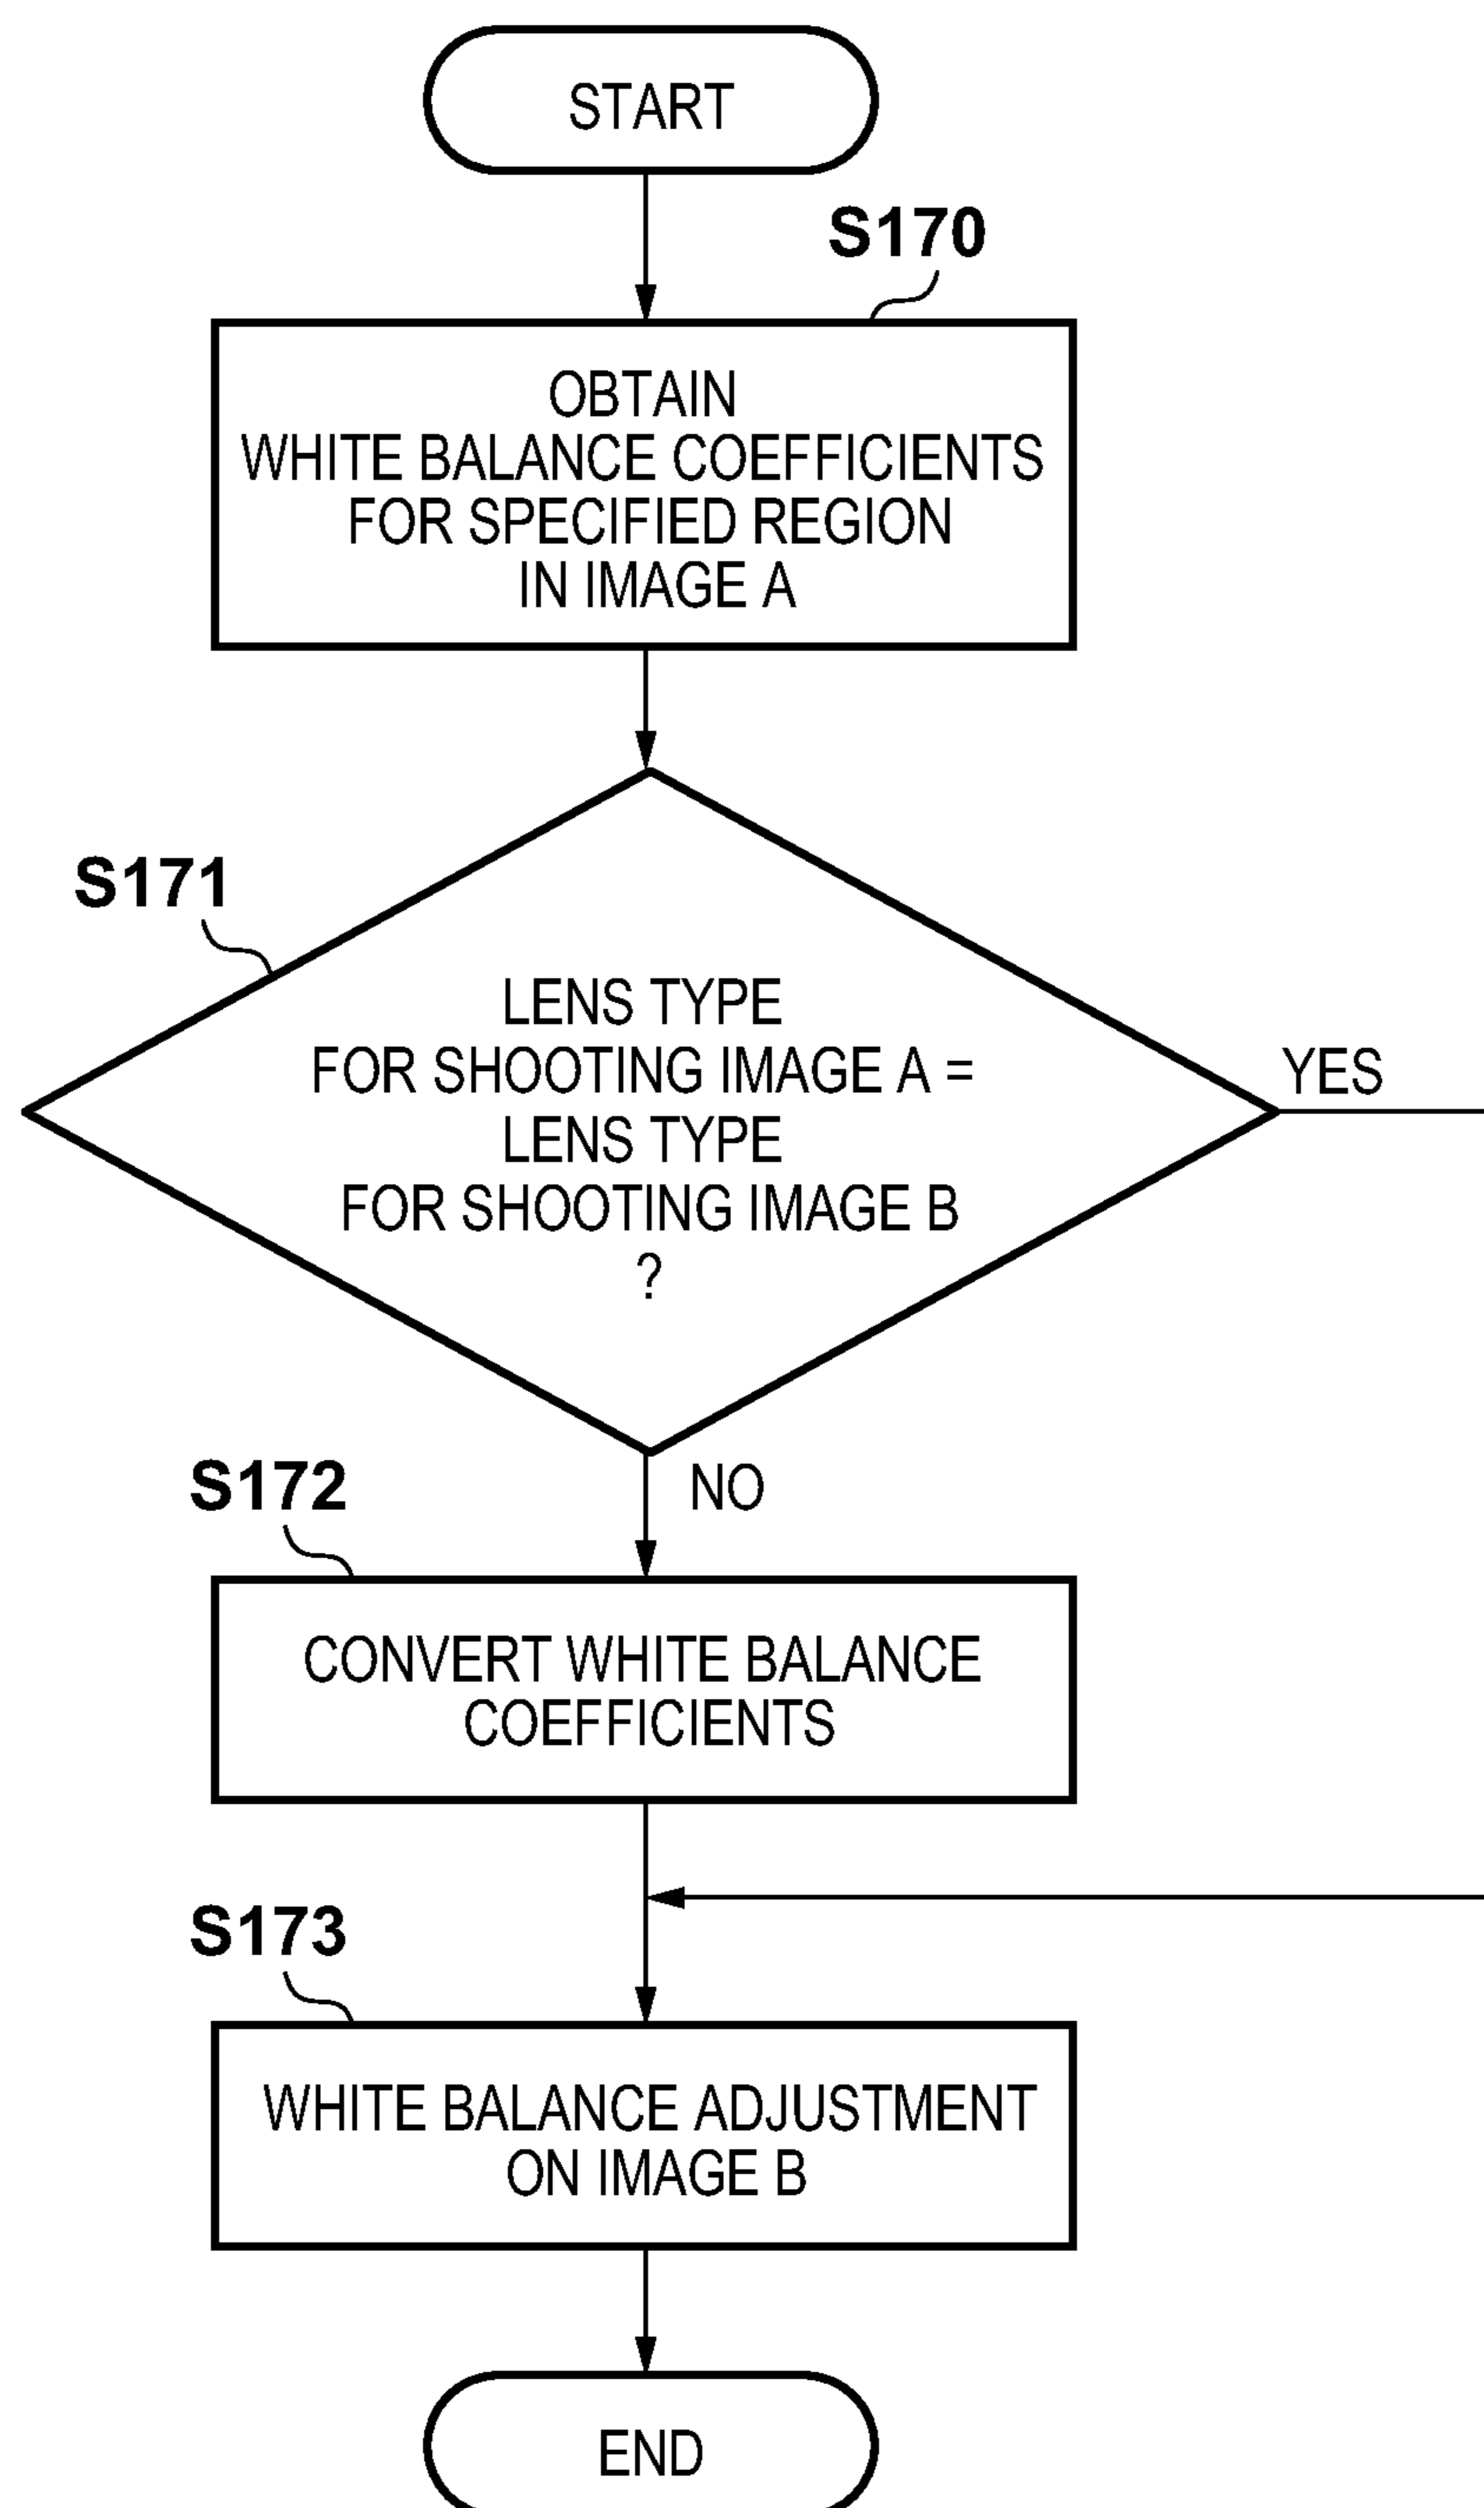 START
S170
OBTAIN
WHITE BALANCE COEFFICIENTS
FOR SPECIFIED REGION
IN IMAGE A
S171
LENS TYPE
FOR SHOOTING IMAGE A =
LENS TYPE
FOR SHOOTING IMAGE B
?
YES
NO
S172
CONVERT WHITE BALANCE
COEFFICIENTS
S173
WHITE BALANCE ADJUSTMENT
ON IMAGE B
END